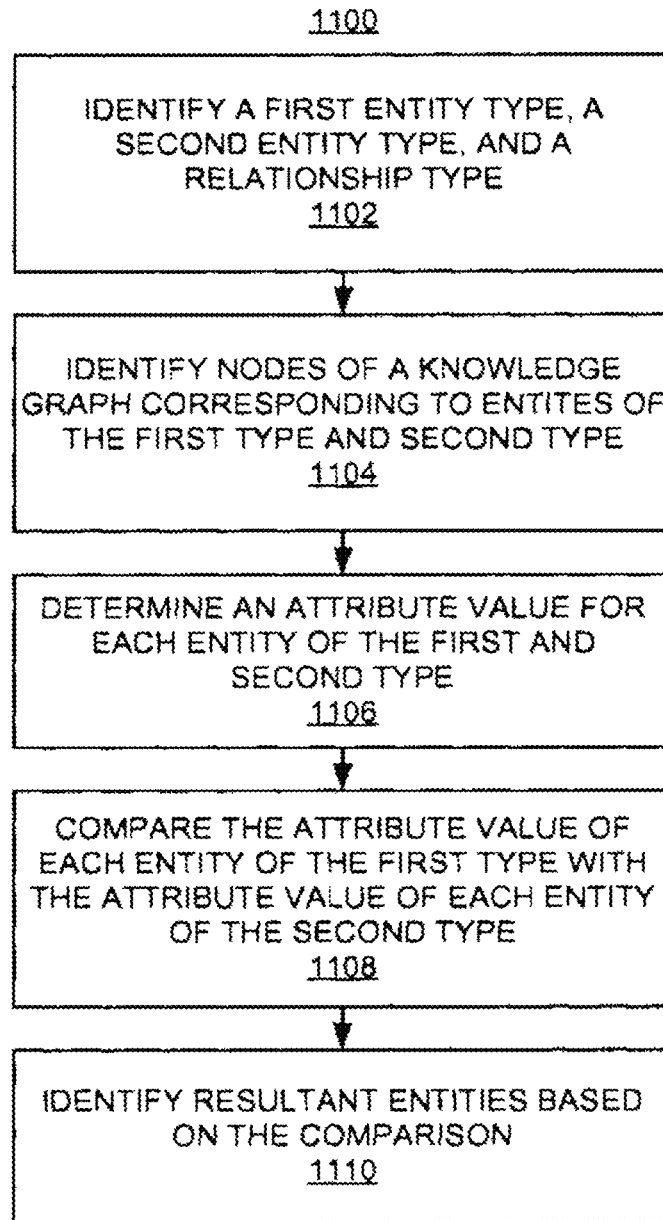 1100
IDENTIFY A FIRST ENTITY TYPE, A
SECOND ENTITY TYPE, AND A
RELATIONSHIP TYPE
1102
IDENTIFY NODES OF A KNOWLEDGE
GRAPH CORRESPONDING TO ENTITES OF
THE FIRST TYPE AND SECOND TYPE
1104
DETERMINE AN ATTRIBUTE VALUE FOR
EACH ENTITY OF THE FIRST AND
SECOND TYPE
1106
COMPARE THE ATTRIBUTE VALUE OF
EACH ENTITY OF THE FIRST TYPE WITH
THE ATTRIBUTE VALUE OF EACH ENTITY
OF THE SECOND TYPE
1108
IDENTIFY RESULTANT ENTITIES BASED
ON THE COMPARISON
1110